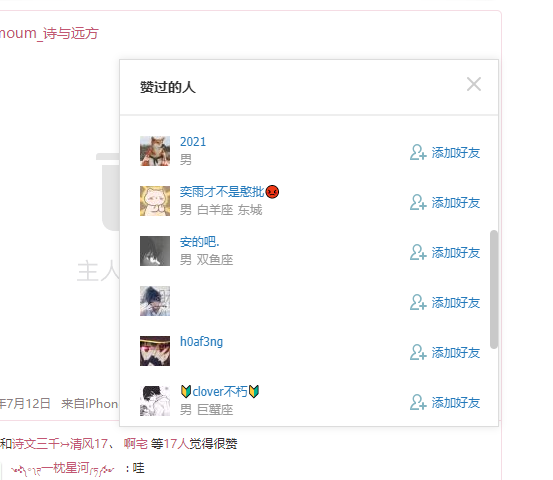 moum_诗与远方
赞过的人
2021
男
添加好友
奕雨才不是憨批😡
男 白羊座 东城
添加好友
安的吧.
男 双鱼座
添加好友
添加好友
h0af3ng
添加好友
🔰clover不朽🔰
男 巨蟹座
添加好友
主人
年7月12日 来自iPhon
和诗文三千↣清风17、 啊宅 等17人觉得很赞
一枕星河 : 哇